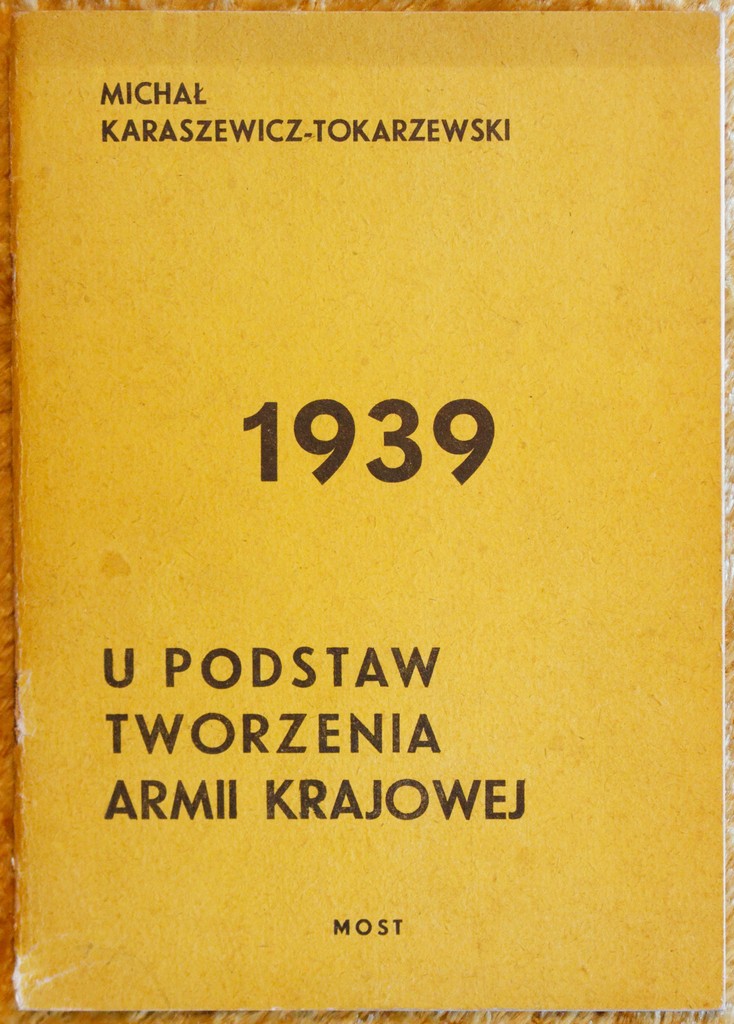 MICHAŁ
KARASZEWICZ-TOKARZEWSKI
1939
U PODSTAW
TWORZENIA
ARMII KRAJOWEJ
MOST